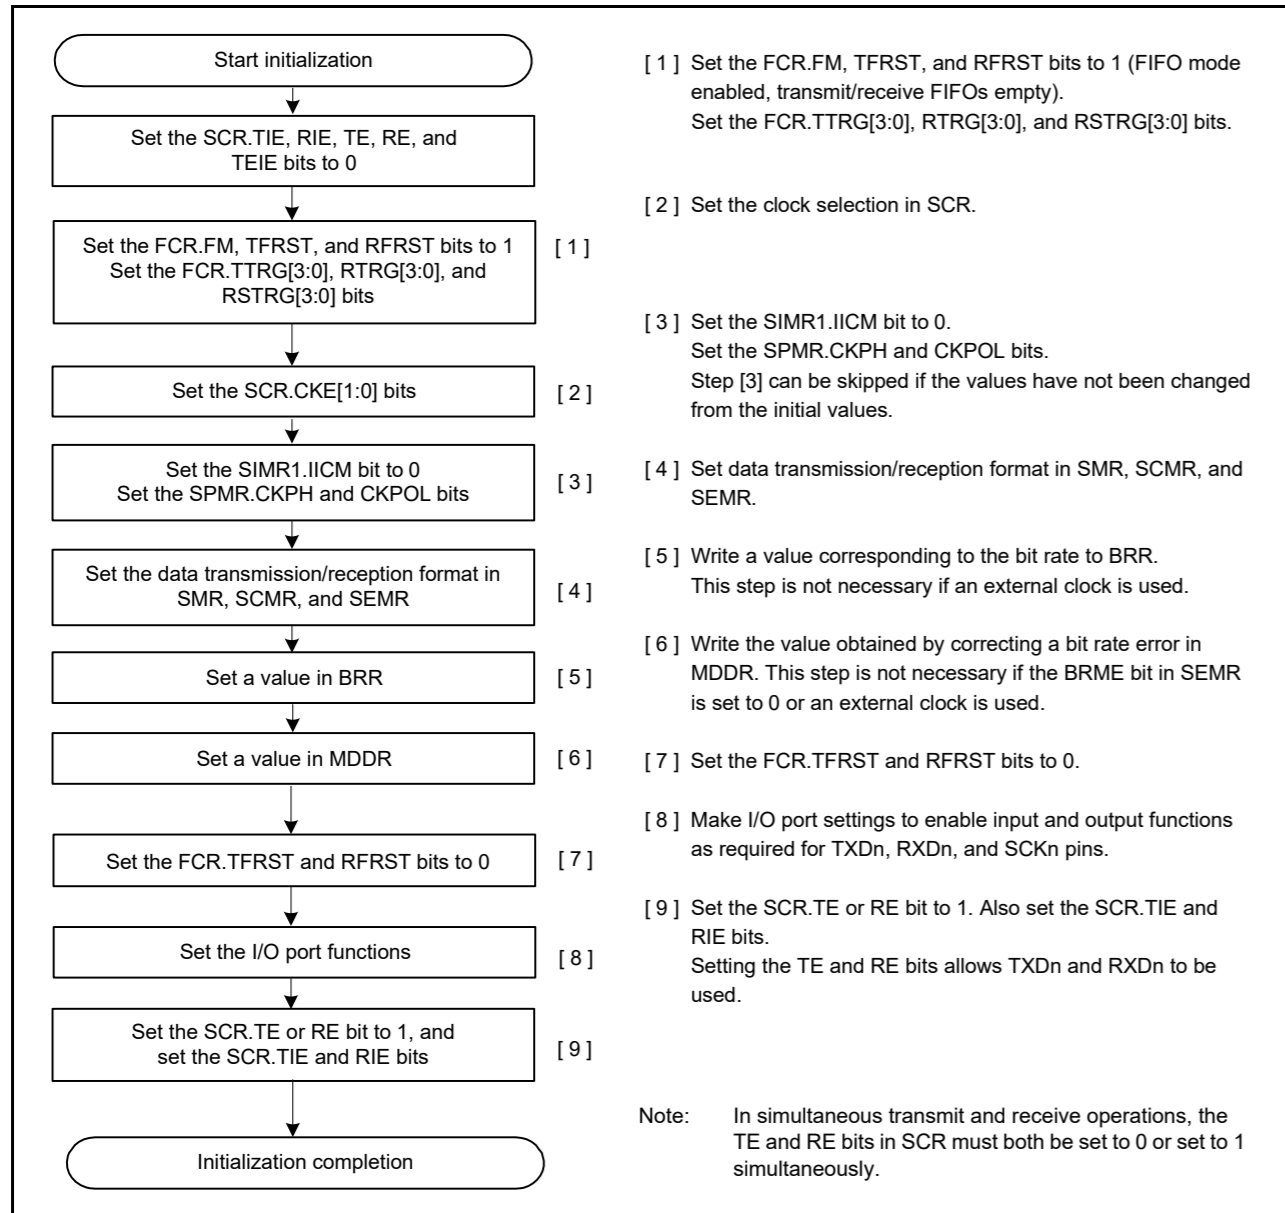 Start initialization
Set the SCR.TIE, RIE, TE, RE, and
TEIE bits to 0
Set the FCR.FM, TFRST, and RFRST bits to 1
Set the FCR.TTRG[3:0], RTRG[3:0], and
RSTRG[3:0] bits
[ 1 ]
Set the SCR.CKE[1:0] bits
[ 2 ]
Set the SIMR1.IICM bit to 0
Set the SPMR.CKPH and CKPOL bits
[ 3 ]
Set the data transmission/reception format in
SMR, SCMR, and SEMR
[ 4 ]
Set a value in BRR
[ 5 ]
Set a value in MDDR
[ 6 ]
Set the FCR.TFRST and RFRST bits to 0
[ 7 ]
Set the I/O port functions
[ 8 ]
Set the SCR.TE or RE bit to 1, and
set the SCR.TIE and RIE bits
[ 9 ]
Initialization completion
[ 1 ] Set the FCR.FM, TFRST, and RFRST bits to 1 (FIFO mode
enabled, transmit/receive FIFOs empty).
Set the FCR.TTRG[3:0], RTRG[3:0], and RSTRG[3:0] bits.
[ 2 ] Set the clock selection in SCR.
[ 3 ] Set the SIMR1.IICM bit to 0.
Set the SPMR.CKPH and CKPOL bits.
Step [3] can be skipped if the values have not been changed
from the initial values.
[ 4 ] Set data transmission/reception format in SMR, SCMR, and
SEMR.
[ 5 ] Write a value corresponding to the bit rate to BRR.
This step is not necessary if an external clock is used.
[ 6 ] Write the value obtained by correcting a bit rate error in
MDDR. This step is not necessary if the BRME bit in SEMR
is set to 0 or an external clock is used.
[ 7 ] Set the FCR.TFRST and RFRST bits to 0.
[ 8 ] Make I/O port settings to enable input and output functions
as required for TXDn, RXDn, and SCKn pins.
[ 9 ] Set the SCR.TE or RE bit to 1. Also set the SCR.TIE and
RIE bits.
Setting the TE and RE bits allows TXDn and RXDn to be
used.
Note: In simultaneous transmit and receive operations, the
TE and RE bits in SCR must both be set to 0 or set to 1
simultaneously.